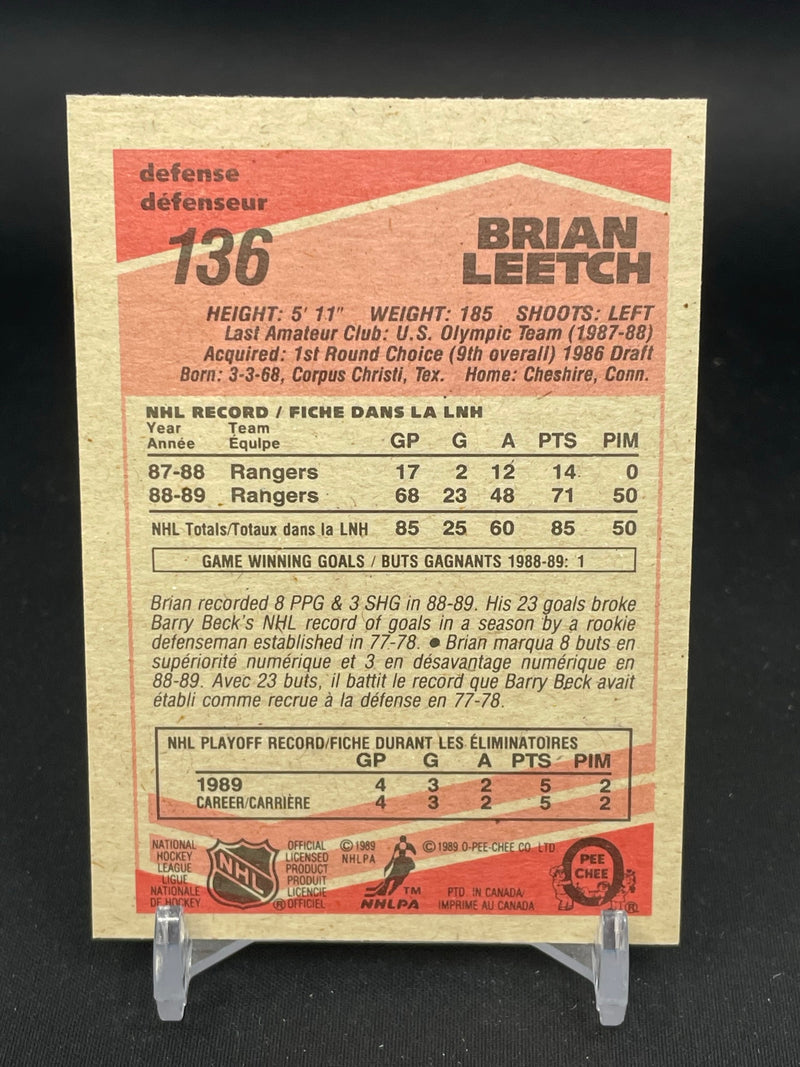 defense
défenseur
136
BRIAN
LEETCH
HEIGHT: 5' 11" WEIGHT: 185 SHOOTS: LEFT
Last Amateur Club: U.S. Olympic Team (1987-88)
Acquired: 1st Round Choice (9th overall) 1986 Draft
Born: 3-3-68, Corpus Christi, Tex. Home: Cheshire, Conn.
NHL RECORD / FICHE DANS LA LNH
Year Team
Année Équipe GP G A PTS PIM
87-88 Rangers 17 2 12 14 0
88-89 Rangers 68 23 48 71 50
NHL Totals/Totaux dans la LNH 85 25 60 85 50
GAME WINNING GOALS / BUTS GAGNANTS 1988-89: 1
Brian recorded 8 PPG & 3 SHG in 88-89. His 23 goals broke
Barry Beck's NHL record of goals in a season by a rookie
defenseman established in 77-78. ● Brian marqua 8 buts en
supériorité numérique et 3 en désavantage numérique en
88-89. Avec 23 buts, il battit le record que Barry Beck avait
établi comme recrue à la défense en 77-78.
NHL PLAYOFF RECORD/FICHE DURANT LES ÉLIMINATOIRES
GP G A PTS PIM
1989 4 3 2 5 2
CAREER/CARRIÈRE 4 3 2 5 2
NATIONAL
HOCKEY
LEAGUE
LIGUE
NATIONALE
DE HOCKEY
NHL
®
OFFICIAL
LICENSED
PRODUCT
PRODUIT
LICENCIE
OFFICIEL
©1989
NHLPA
TM
NHLPA
©1989 O-PEE-CHEE CO. LTD.
PTD. IN CANADA
IMPRIME AU CANADA
PEE
CHEE
®